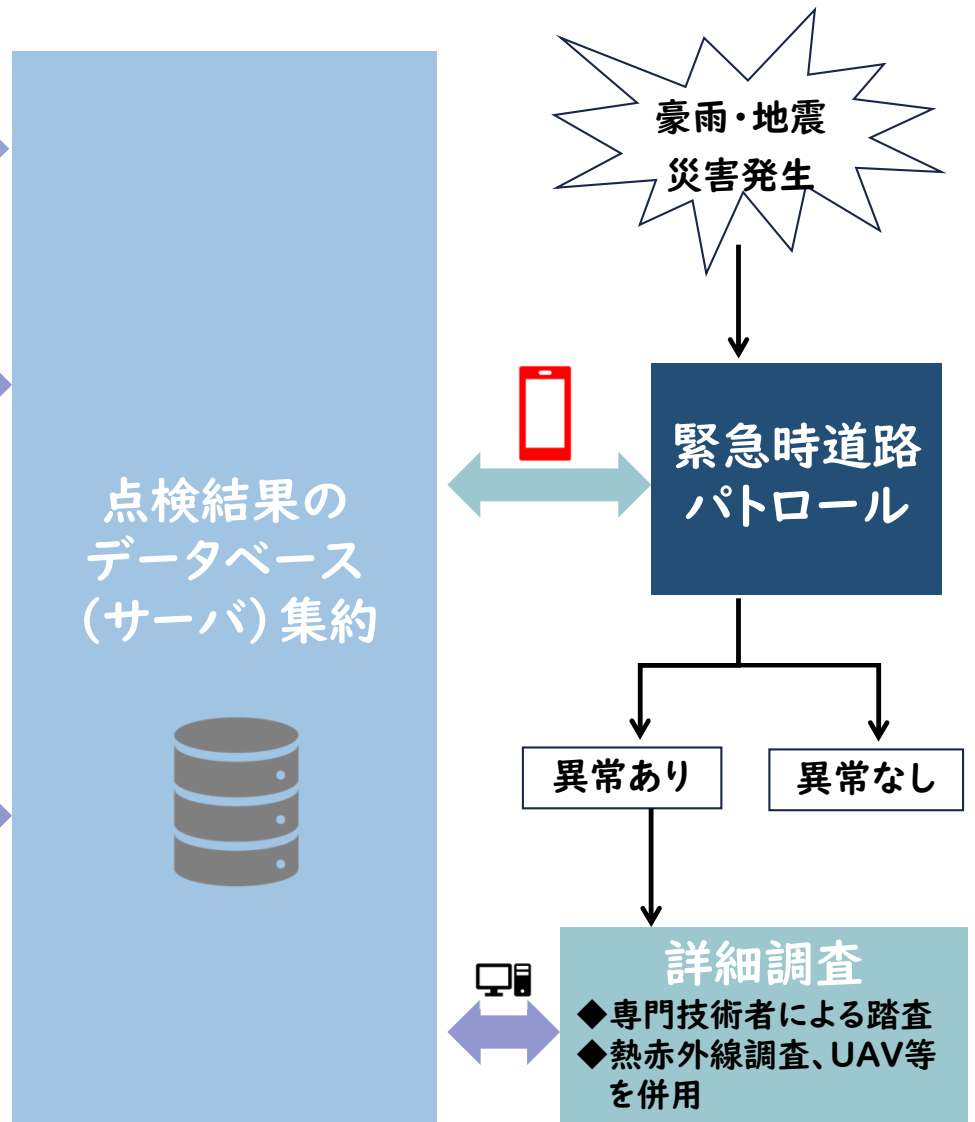 豪雨・地震
災害発生
緊急時道路
パトロール
点検結果の
データベース
(サーバ)集約
異常あり
異常なし
詳細調査
◆専門技術者による踏査
◆熱赤外線調査、UAV等
を併用